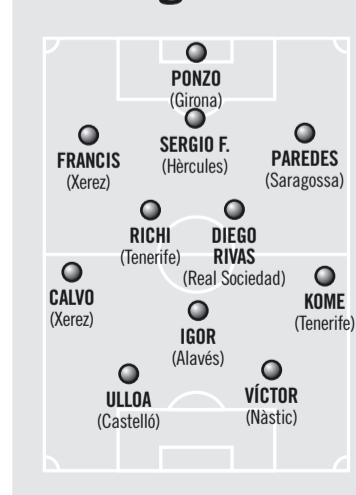 PONZO
(Girona)
SERGIO F.
(Hèrcules)
FRANCIS
(Xerez)
PAREDES
(Saragossa)
RICHI
(Tenerife)
DIEGO
RIVAS
(Real Sociedad)
CALVO
(Xerez)
KOME
(Tenerife)
IGOR
(Alavés)
ULLOA
(Castelló)
VÍCTOR
(Nàstic)